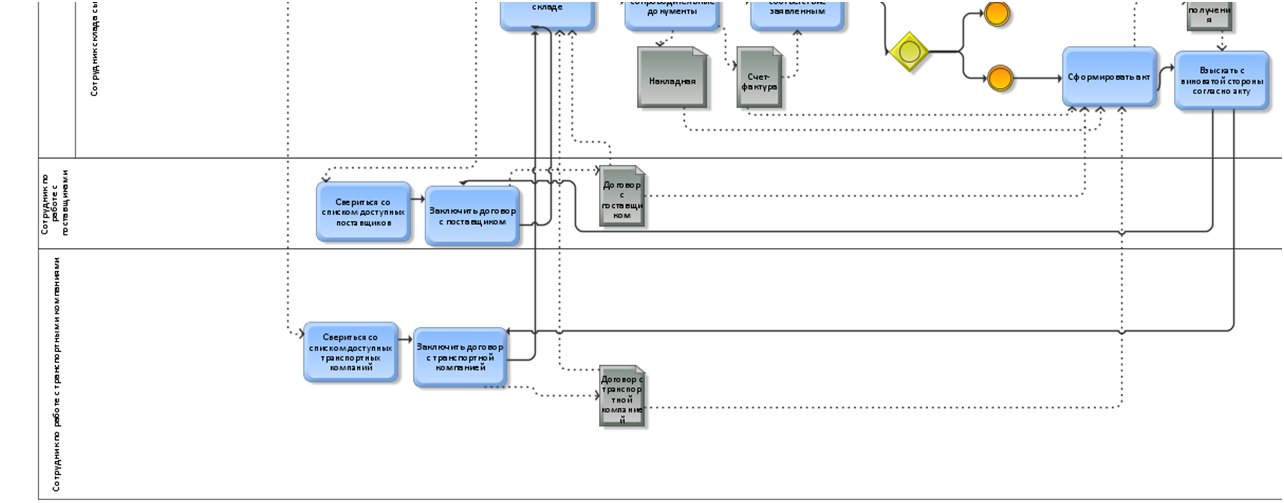 складе
сопроводительные
документы
соответствие
заявленным
получени
я
Сотрудник склада сы
Накладная
Счет-
фактура
Сформировать акт
Взыскать с
виноватой стороны
согласно акту
Сотрудник по
работе с
поставщиками
Свериться со
списком доступных
поставщиков
Заключить договор
с поставщиком
Договор
с
поставщи
ком
Сотрудник по работе с транспортными компаниями
Свериться со
списком доступных
транспортных
компаний
Заключить договор
с транспортной
компанией
Договор с
транспор
тной
компание
й